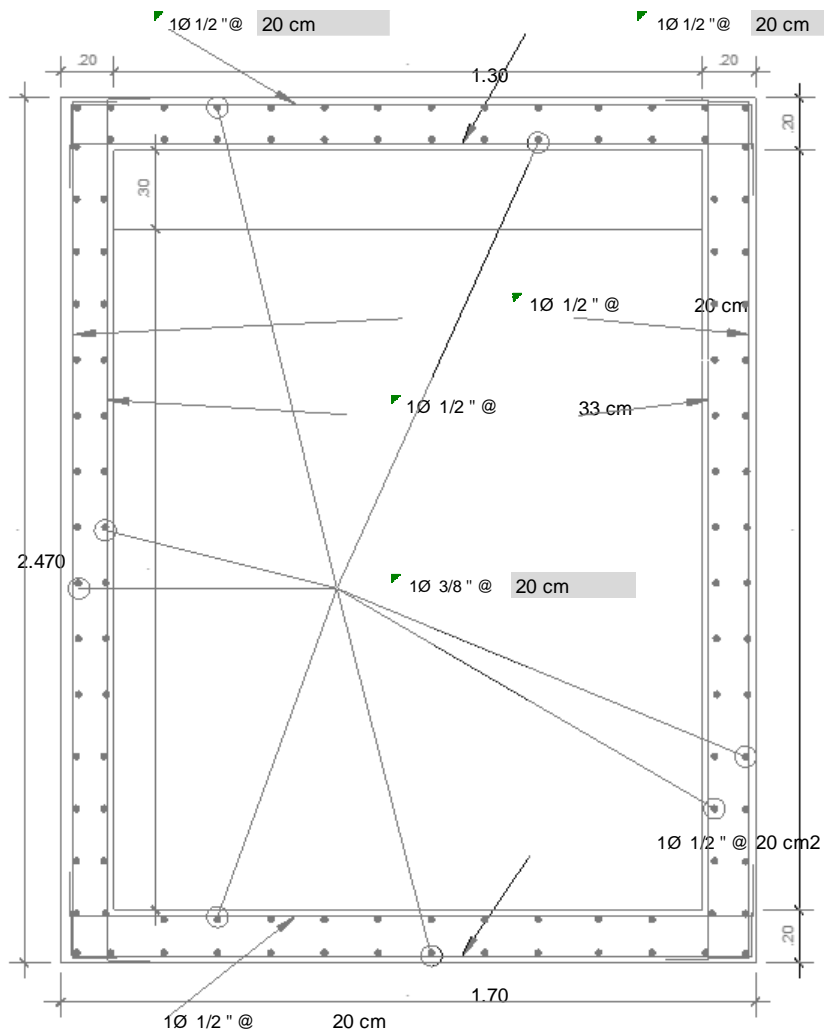 1Ø 1/2 "@ 20 cm
1Ø 1/2 "@ 20 cm
.20
1.30
.20
.20
.30
1Ø 1/2 " @ 20 cm
1Ø 1/2 " @ 33 cm
2.470
1Ø 3/8 " @ 20 cm
1Ø 1/2 " @ 20 cm2
.20
1.70
1Ø 1/2 " @ 20 cm